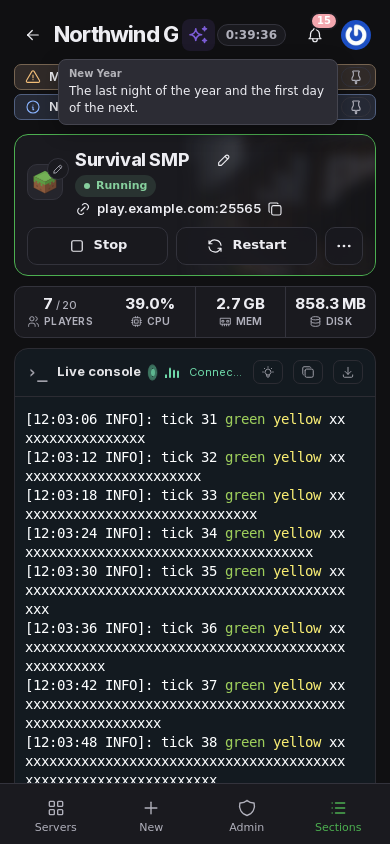 Northwind G
0:39:36
15
New Year
The last night of the year and the first day
of the next.
Survival SMP
Running
play.example.com:25565
Stop
Restart
7 / 20
PLAYERS
39.0%
CPU
2.7 GB
MEM
858.3 MB
DISK
Live console
Connec...
[12:03:06 INFO]: tick 31 green yellow xx
xxxxxxxxxxxxxxx
[12:03:12 INFO]: tick 32 green yellow xx
xxxxxxxxxxxxxxxxxxxxxx
[12:03:18 INFO]: tick 33 green yellow xx
xxxxxxxxxxxxxxxxxxxxxxxxxxxxx
[12:03:24 INFO]: tick 34 green yellow xx
xxxxxxxxxxxxxxxxxxxxxxxxxxxxxxxxxxxx
[12:03:30 INFO]: tick 35 green yellow xx
xxxxxxxxxxxxxxxxxxxxxxxxxxxxxxxxxxxxxxxx
xxx
[12:03:36 INFO]: tick 36 green yellow xx
xxxxxxxxxxxxxxxxxxxxxxxxxxxxxxxxxxxxxxxx
xxxxxxxxxx
[12:03:42 INFO]: tick 37 green yellow xx
xxxxxxxxxxxxxxxxxxxxxxxxxxxxxxxxxxxxxxxx
xxxxxxxxxxxxxxxxx
[12:03:48 INFO]: tick 38 green yellow xx
xxxxxxxxxxxxxxxxxxxxxxxxxxxxxxxxxxxxxxxx
xxxxxxxxxxxxxxxxxxxxxxxx
Servers
New
Admin
Sections